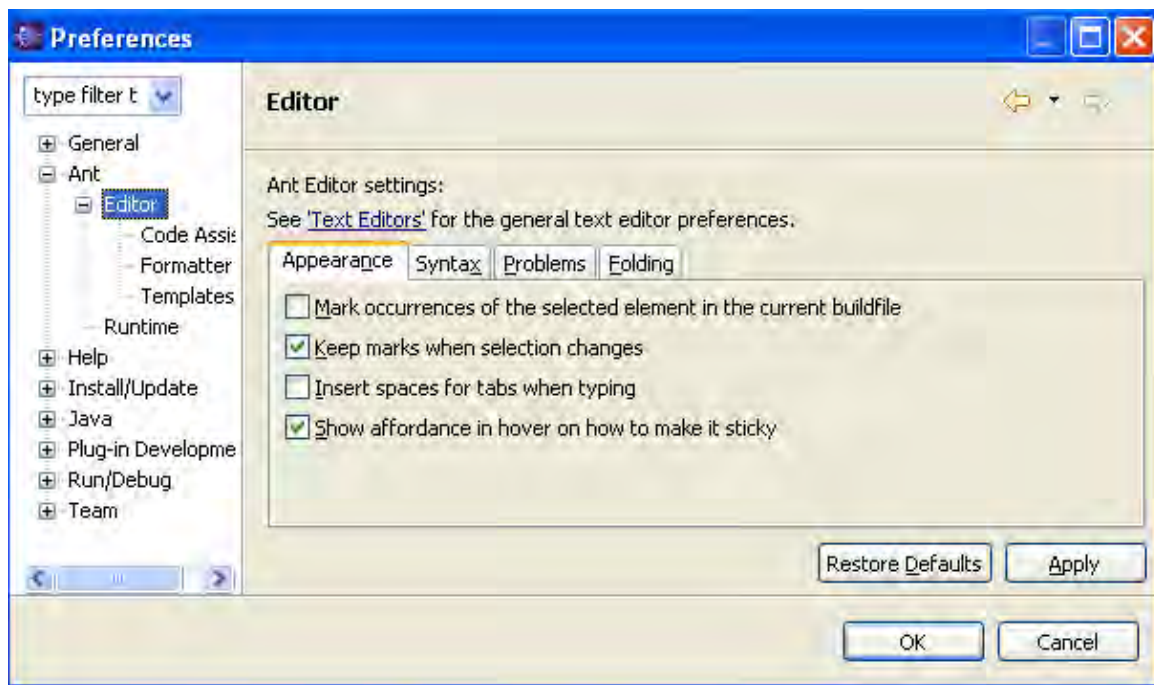 Preferences
type filter t
General
Ant
Editor
Code Assis
Formatter
Templates
Runtime
Help
Install/Update
Java
Plug-in Developme
Run/Debug
Team
Editor
Ant Editor settings:
See 'Text Editors' for the general text editor preferences.
Appearance Syntax Problems Folding
Mark occurrences of the selected element in the current buildfile
Keep marks when selection changes
Insert spaces for tabs when typing
Show affordance in hover on how to make it sticky
Restore Defaults Apply
OK Cancel